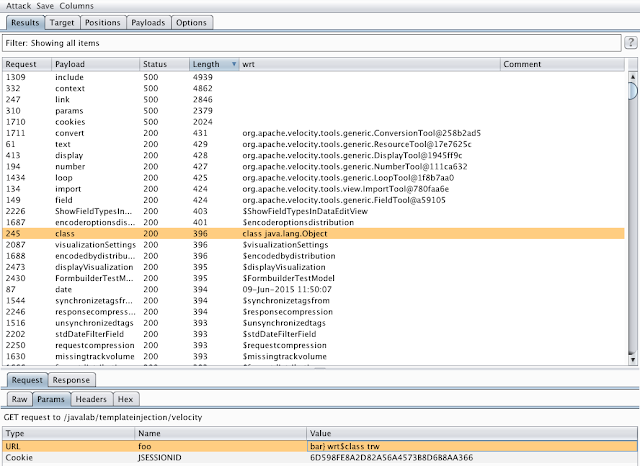 Attack Save Columns
Results Target Positions Payloads Options
Filter: Showing all items ?
Request Payload Status Length wrt Comment
1309 include 500 4939
332 context 500 4862
247 link 500 2846
310 params 500 2379
1710 cookies 500 2024
1711 convert 200 431 org.apache.velocity.tools.generic.ConversionTool@258b2ad5
61 text 200 429 org.apache.velocity.tools.generic.ResourceTool@17e7625c
413 display 200 428 org.apache.velocity.tools.generic.DisplayTool@1945ff9c
194 number 200 427 org.apache.velocity.tools.generic.NumberTool@111ca632
1434 loop 200 425 org.apache.velocity.tools.generic.LoopTool@1f8b7aa0
134 import 200 424 org.apache.velocity.tools.view.ImportTool@780faa6e
149 field 200 424 org.apache.velocity.tools.generic.FieldTool@a59105
2226 ShowFieldTypesIn... 200 403 $ShowFieldTypesInDataEditView
1687 encoderoptionsdis... 200 401 $encoderoptionsdistribution
245 class 200 396 class java.lang.Object
2087 visualizationSettings 200 396 $visualizationSettings
1688 encodedbydistribut... 200 396 $encodedbydistribution
2473 displayVisualization 200 395 $displayVisualization
2430 FormbuilderTestM... 200 395 $FormbuilderTestModel
87 date 200 394 09-Jun-2015 11:50:07
1544 synchronizetagsfr... 200 394 $synchronizetagsfrom
2246 responsecompress... 200 394 $responsecompression
1516 unsynchronizedtags 200 393 $unsynchronizedtags
2202 stdDateFilterField 200 393 $stdDateFilterField
2250 requestcompression 200 393 $requestcompression
1630 missingtrackvolume 200 393 $missingtrackvolume
Request Response
Raw Params Headers Hex
GET request to /javalab/templateinjection/velocity
Type Name Value
URL foo bar} wrt$class trw
Cookie JSESSIONID 6D598FE8A2D82A56A4573B8D6B8AA366